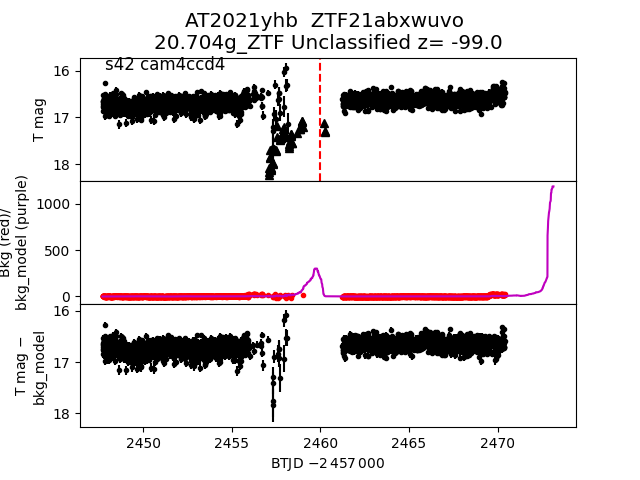 AT2021yhb  ZTF21abxwuvo
20.704g_ZTF Unclassified z= -99.0
s42 cam4ccd4
16
17
18
T mag
1000
500
0
Bkg (red)/
bkg_model (purple)
16
17
18
T mag −
bkg_model
2450
2455
2460
2465
2470
BTJD −2 457 000